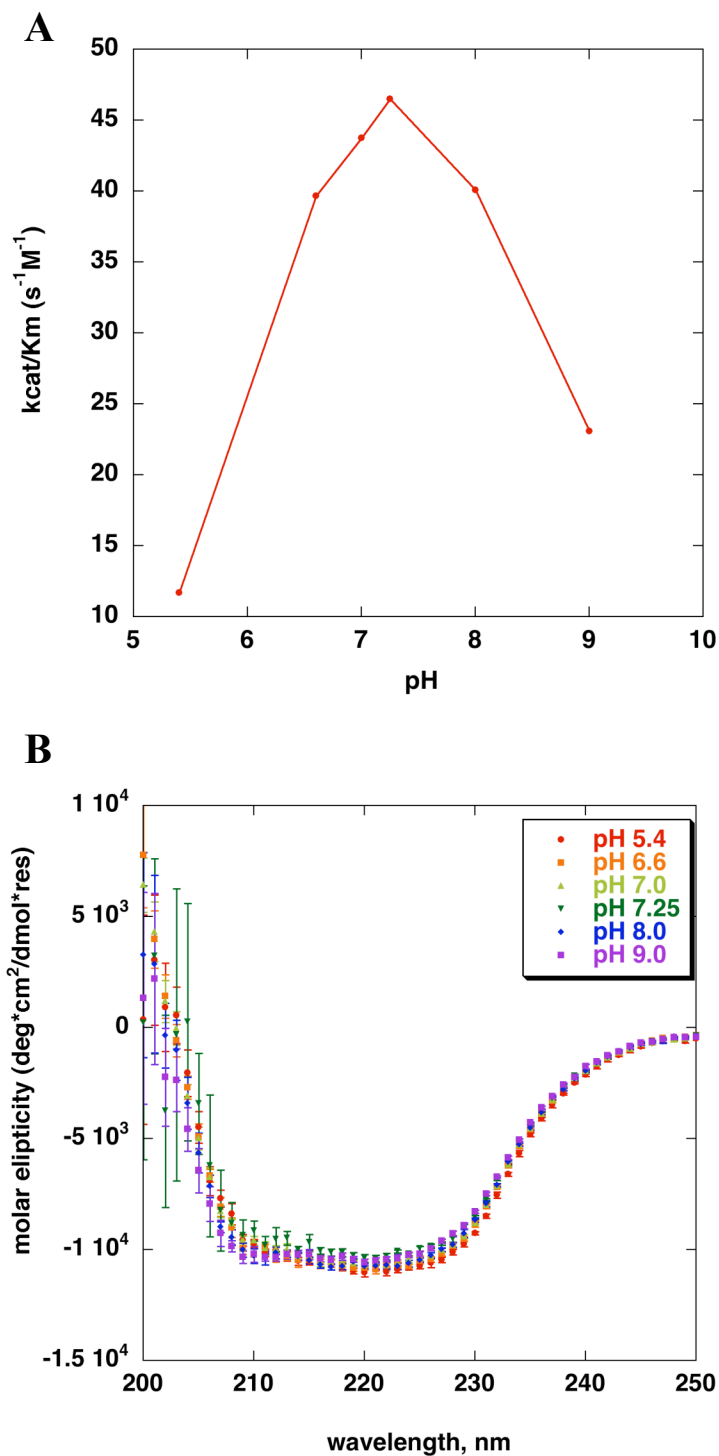 A
50
45
40
35
30
25
20
15
10
kcat/Km (s⁻¹M⁻¹)
5 6 7 8 9 10
pH
B
1 10⁴
5 10³
0
-5 10³
-1 10⁴
-1.5 10⁴
molar elipticity (deg*cm²/dmol*res)
pH 5.4
pH 6.6
pH 7.0
pH 7.25
pH 8.0
pH 9.0
200 210 220 230 240 250
wavelength, nm